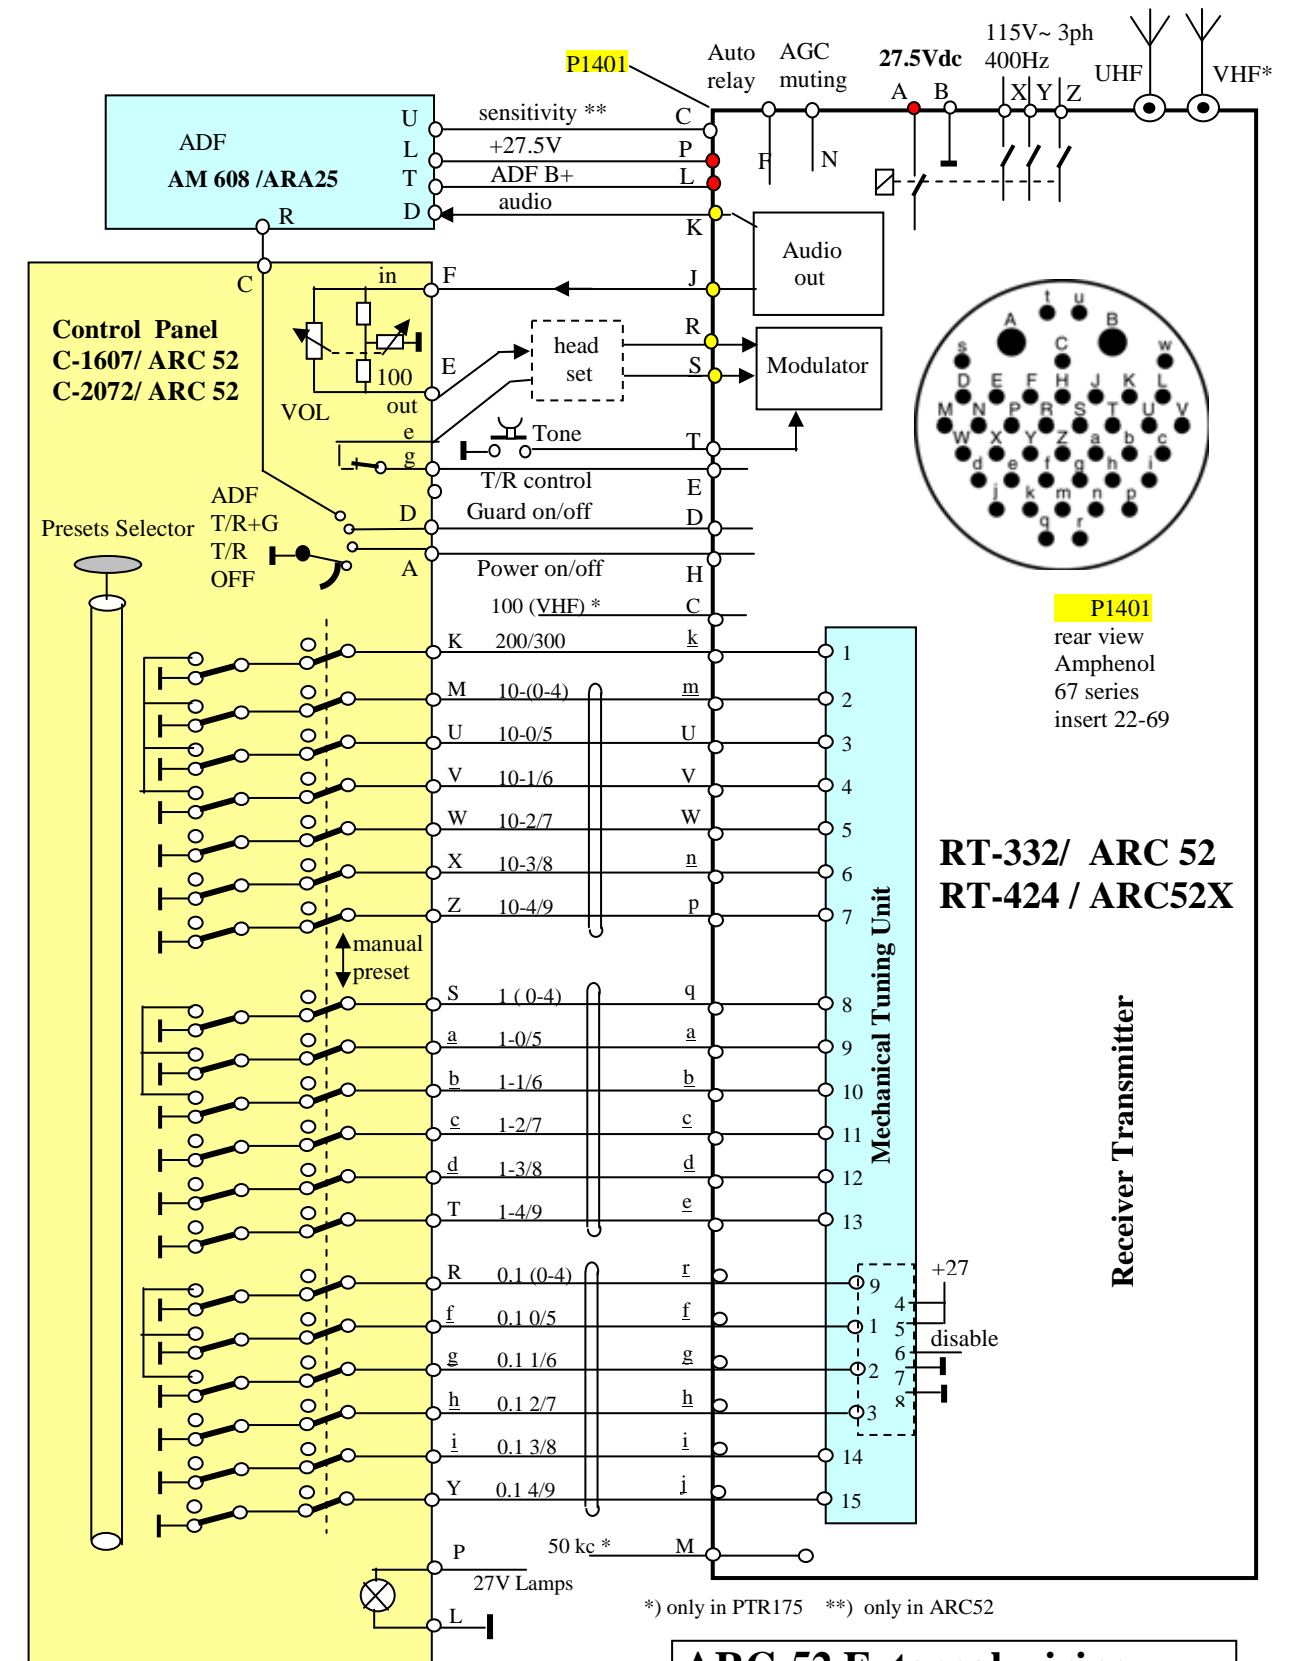 P1401
Auto
relay
AGC
muting
27.5Vdc
115V~ 3ph
400Hz
UHF
VHF*
A B X Y Z
F N
ADF
AM 608 /ARA25
U sensitivity ** C
L +27.5V P
T ADF B+ L
D audio K
R
C
Audio
out
in F J
Control Panel
C-1607/ ARC 52
C-2072/ ARC 52
100
VOL
out
E
head
set
R
S
Modulator
e
g
Tone T
T/R control E
ADF
T/R+G
T/R
OFF
D Guard on/off D
A Power on/off H
Presets Selector
t u
A B
s C w
D E F H J K L
M N P R S T U V
W X Y Z a b c
d e f g h i
j k m n p
q r
P1401
rear view
Amphenol
67 series
insert 22-69
100 (VHF) * C
K 200/300 k 1
M 10-(0-4) m 2
U 10-0/5 U 3
V 10-1/6 V 4
W 10-2/7 W 5
X 10-3/8 n 6
Z 10-4/9 p 7
manual
preset
S 1 ( 0-4) q 8
a 1-0/5 a 9
b 1-1/6 b 10
c 1-2/7 c 11
d 1-3/8 d 12
T 1-4/9 e 13
R 0.1 (0-4) r 9
f 0.1 0/5 f 1
g 0.1 1/6 g 2
h 0.1 2/7 h 3
i 0.1 3/8 i 14
Y 0.1 4/9 j 15
+27
4
5
disable
6
7
8
Mechanical Tuning Unit
RT-332/ ARC 52
RT-424 / ARC52X
Receiver Transmitter
50 kc * M
P
27V Lamps
L
*) only in PTR175 **) only in ARC52
ARC 52 External wiring